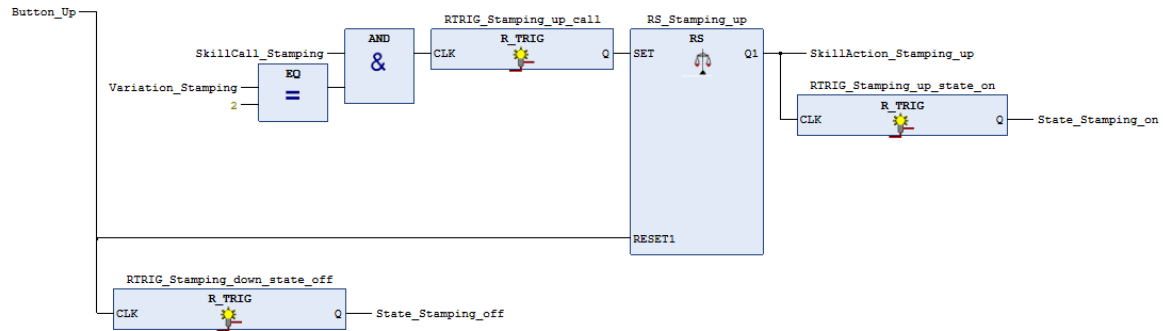 Button_Up
RTRIG_Stamping_up_call
RS_Stamping_up
AND
R_TRIG
RS
SkillCall_Stamping
&
CLK
Q
SET
Q1
SkillAction_Stamping_up
EQ
RTRIG_Stamping_up_state_on
Variation_Stamping
=
R_TRIG
2
CLK
Q
State_Stamping_on
RESET1
RTRIG_Stamping_down_state_off
R_TRIG
CLK
Q
State_Stamping_off